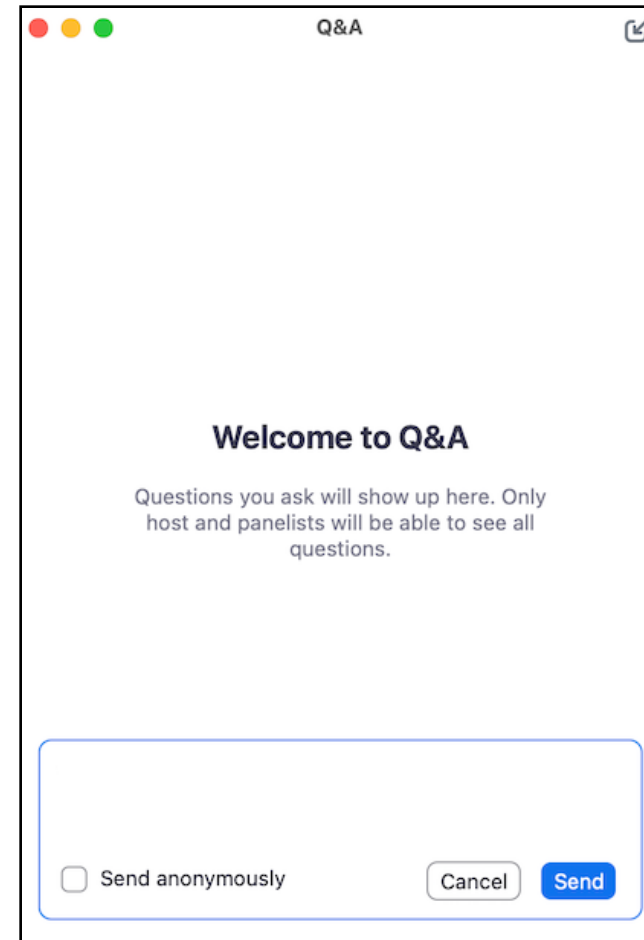 Q&A
Welcome to Q&A
Questions you ask will show up here. Only
host and panelists will be able to see all
questions.
Send anonymously
Cancel
Send